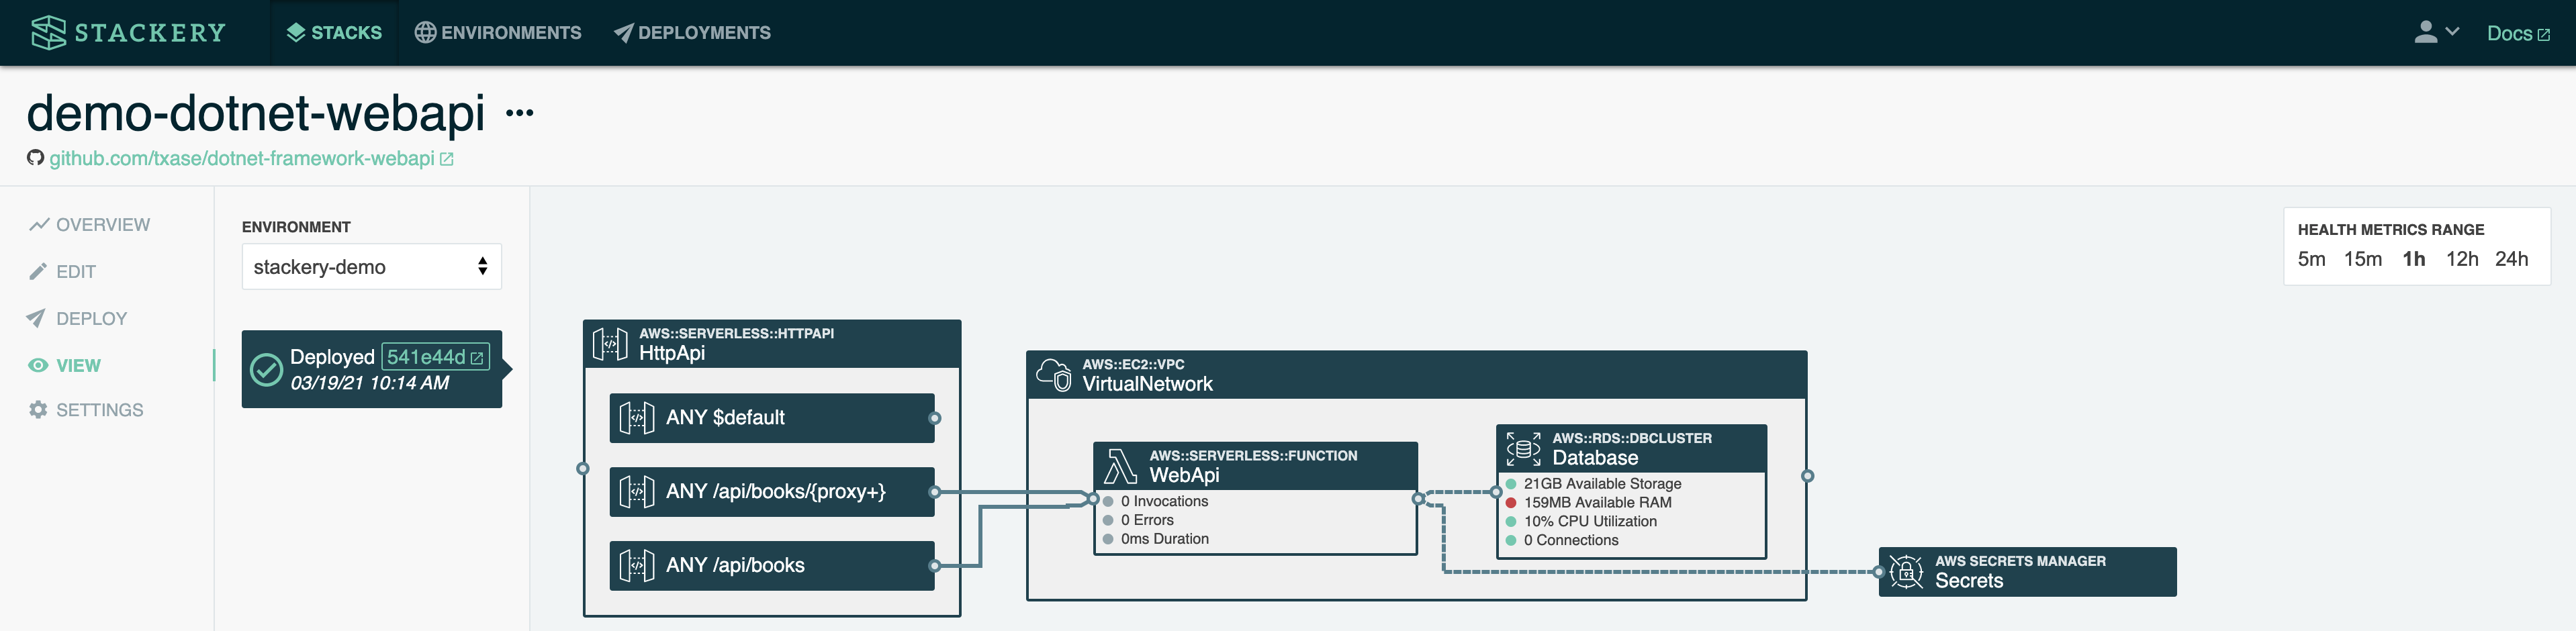 STACKERY
STACKS
ENVIRONMENTS
DEPLOYMENTS
Docs
demo-dotnet-webapi ...
github.com/txase/dotnet-framework-webapi
OVERVIEW
EDIT
DEPLOY
VIEW
SETTINGS
ENVIRONMENT
stackery-demo
Deployed 541e44d
03/19/21 10:14 AM
HEALTH METRICS RANGE
5m 15m 1h 12h 24h
AWS::SERVERLESS::HTTPAPI
HttpApi
ANY $default
ANY /api/books/{proxy+}
ANY /api/books
AWS::EC2::VPC
VirtualNetwork
AWS::SERVERLESS::FUNCTION
WebApi
0 Invocations
0 Errors
0ms Duration
AWS::RDS::DBCLUSTER
Database
21GB Available Storage
159MB Available RAM
10% CPU Utilization
0 Connections
AWS SECRETS MANAGER
Secrets